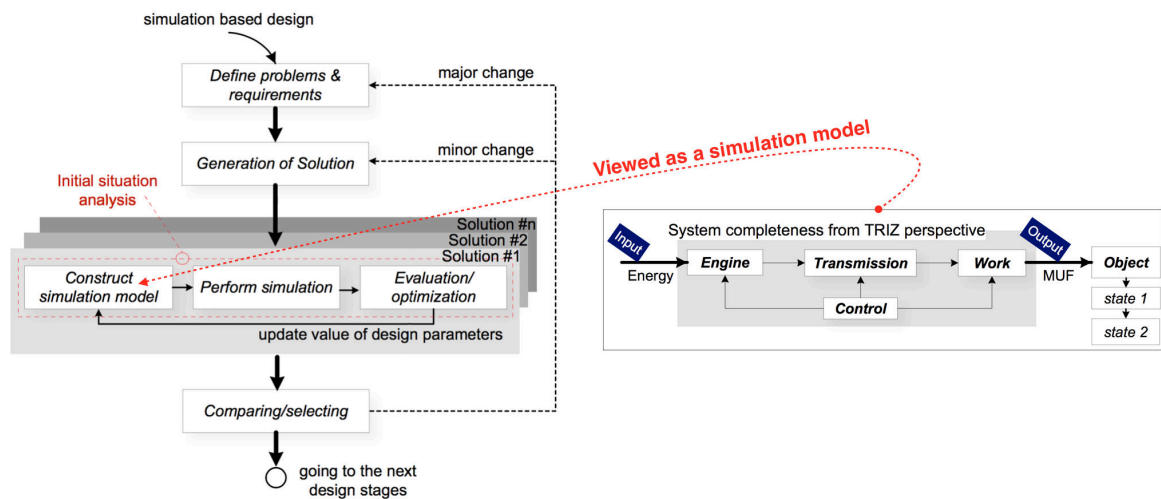 simulation based design
Define problems &
requirements
major change
Generation of Solution
minor change
Viewed as a simulation model
Initial situation
analysis
Solution #n
Solution #2
Solution #1
Construct
simulation model
Perform simulation
Evaluation/
optimization
update value of design parameters
Comparing/selecting
going to the next
design stages
System completeness from TRIZ perspective
Input
Energy
Engine
Transmission
Work
Control
Output
MUF
Object
state 1
state 2